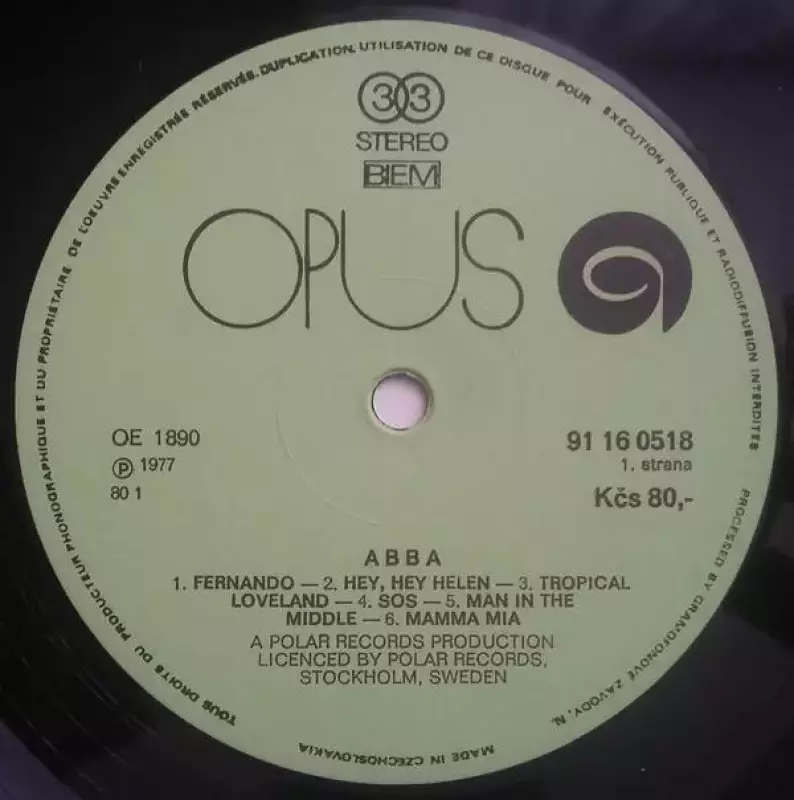 TOUS DROITS DU PRODUCTEUR PHONOGRAPHIQUE ET DU PROPRIÉTAIRE DE L'OEUVRE ENREGISTRÉE RÉSERVÉS. DUPLICATION, UTILISATION DE CE DISQUE POUR EXÉCUTION PUBLIQUE ET RADIODIFFUSION INTERDITES
33
STEREO
BIEM
OPUS
OE 1890
91 16 0518
Ⓟ 1977
1. strana
80 1
Kčs 80,-
ABBA
1. FERNANDO — 2. HEY, HEY HELEN — 3. TROPICAL
LOVELAND — 4. SOS — 5. MAN IN THE
MIDDLE — 6. MAMMA MIA
A POLAR RECORDS PRODUCTION
LICENCED BY POLAR RECORDS,
STOCKHOLM, SWEDEN
PROCESSED BY GRAMOFONOVÉ ZÁVODY, N.
MADE IN CZECHOSLOVAKIA